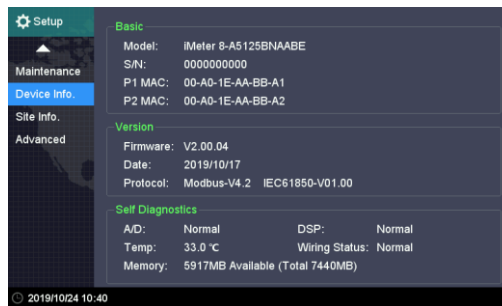 Setup
Maintenance
Device Info.
Site Info.
Advanced
Basic
Model: iMeter 8-A5125BNAABE
S/N: 0000000000
P1 MAC: 00-A0-1E-AA-BB-A1
P2 MAC: 00-A0-1E-AA-BB-A2
Version
Firmware: V2.00.04
Date: 2019/10/17
Protocol: Modbus-V4.2 IEC61850-V01.00
Self Diagnostics
A/D: Normal DSP: Normal
Temp: 33.0 ℃ Wiring Status: Normal
Memory: 5917MB Available (Total 7440MB)
2019/10/24 10:40